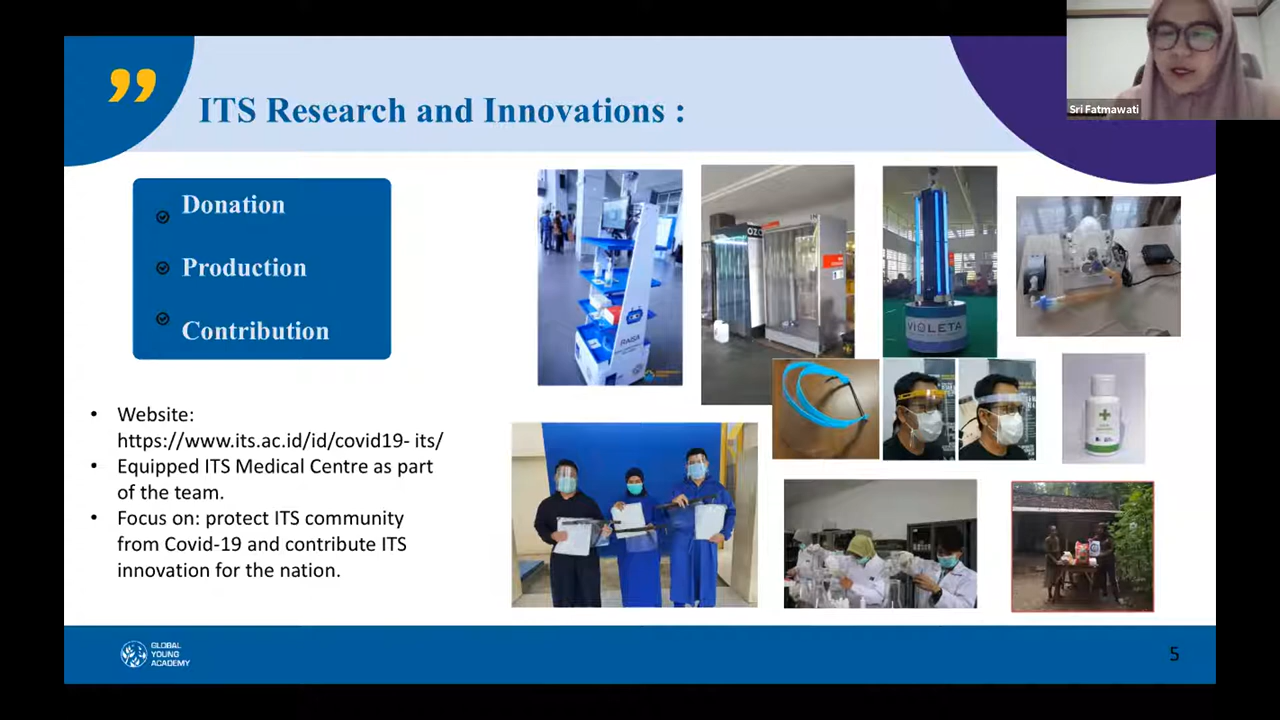 Sri Fatmawati
ITS Research and Innovations :
Donation
Production
Contribution
• Website:
https://www.its.ac.id/id/covid19- its/
• Equipped ITS Medical Centre as part
of the team.
• Focus on: protect ITS community
from Covid-19 and contribute ITS
innovation for the nation.
RAISA
VIOLETA
GLOBAL
YOUNG
ACADEMY
5